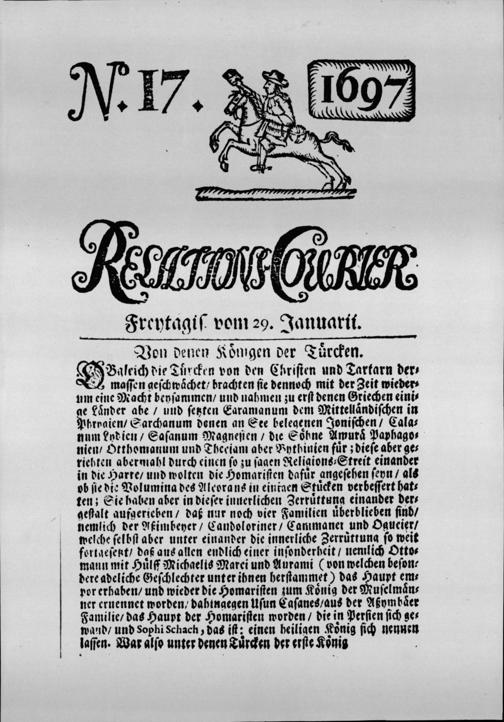 N. 17.
1697
RELATIONS COURIER
Freytagis vom 29. Januarii.
Von denen Königen der Türcken.
OBgleich die Türcken von den Christen und Tartarn der-
massen geschwächet/ brachten sie dennoch mit der Zeit wieder-
um eine Macht beysammen/ und nahmen zu erst denen Griechen eini-
ge Länder abe/ und setzten Caramanum dem Mittelländischen in
Phrygien/ Sarchanum denen an See belegenen Jonischen/ Cala-
num Lydien/ Sasanum Magnesien/ die Söhne Amurä Paphago-
nien/ Otthomanum und Theciam aber Bythinien für; diese aber ge-
riehten abermahl durch einen so zu sagen Religions-Streit einander
in die Harre/ und wolten die Homaristen dafür angesehen seyn/ als
ob sie die Volumina des Alcorans in einigen Stücken verbessert hat-
ten; Sie haben aber in dieser innerlichen Zerrüttung einander der-
gestalt aufgerieben/ daß nur noch vier Familien überblieben sind/
nemlich der Aßimbeyer/ Candoloriner/ Caramanei und Ogucier/
welche selbst aber unter einander die innerliche Zerrüttung so weit
fortgesetzt/ daß aus allen endlich einer insonderheit/ nemlich Otto-
mann mit Hülff Michaelis Marci und Aurami (von welchen beson-
dere adeliche Geschlechter unter ihnen herstammet) das Haupt em-
por erhaben/ und wieder die Homaristen zum König der Muselmän-
ner ernennet worden/ dahingegen Usun Casanes/ aus der Aßymbäer
Familie/ das Haupt der Homaristen worden/ die in Persien sich ge-
wand/ und Sophi Schach, das ist: einen heiligen König sich nennen
lassen. War also unter denen Türcken der erste König